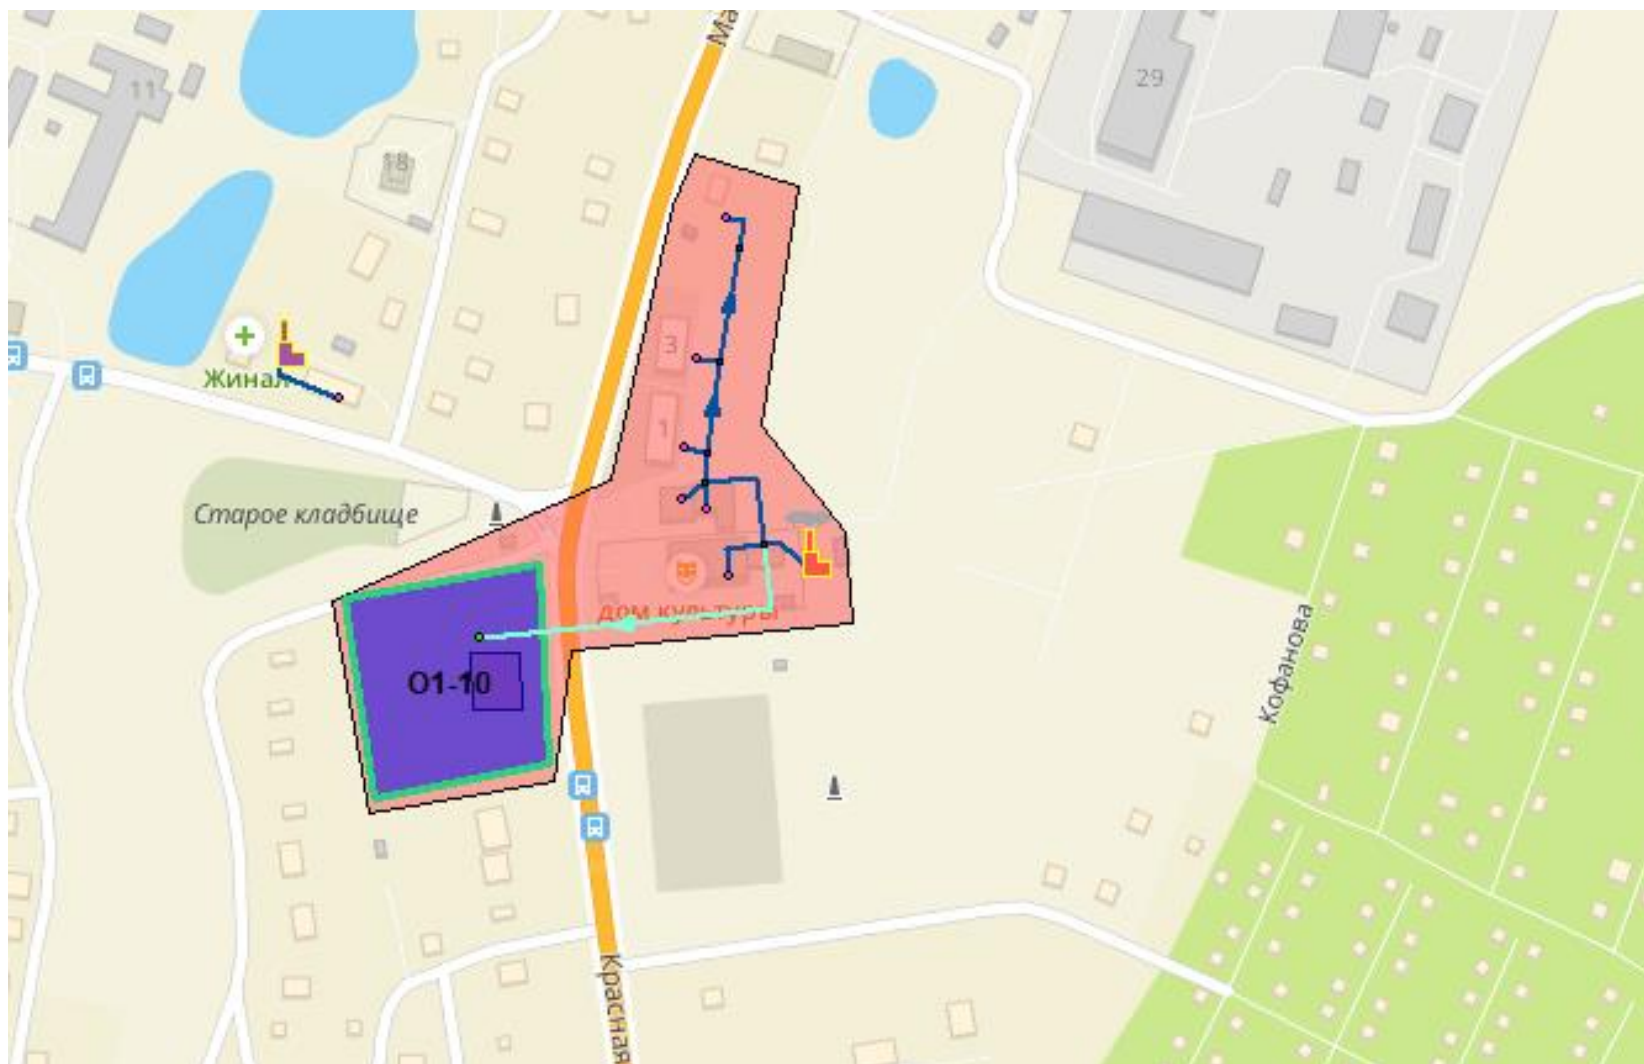 Ма
29
11
18
3
Жинал
1
Старое кладбище
дом культуры
О1-10
Кофанова
Красная